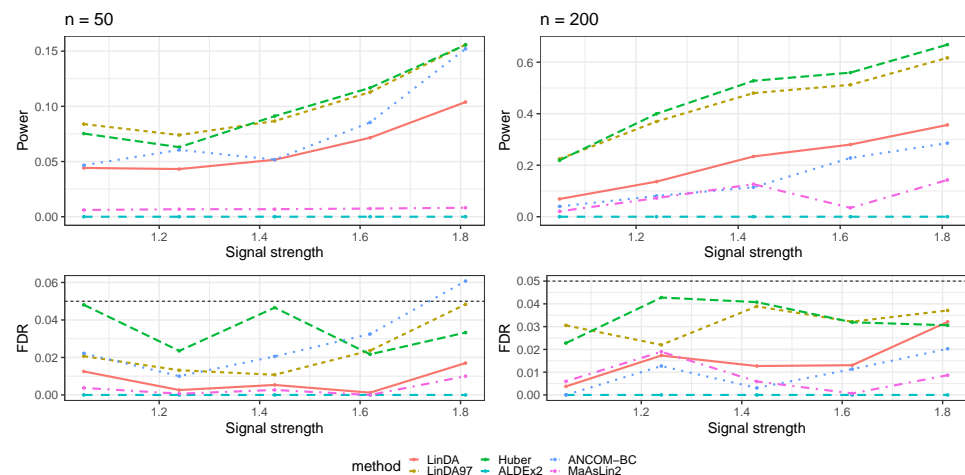 n = 50
n = 200
Power
0.15
0.10
0.05
0.00
1.2 1.4 1.6 1.8
Signal strength
Power
0.6
0.4
0.2
0.0
1.2 1.4 1.6 1.8
Signal strength
FDR
0.06
0.04
0.02
0.00
1.2 1.4 1.6 1.8
Signal strength
FDR
0.05
0.04
0.03
0.02
0.01
0.00
1.2 1.4 1.6 1.8
Signal strength
method
LinDA Huber ANCOM−BC
LinDA97 ALDEx2 MaAsLin2